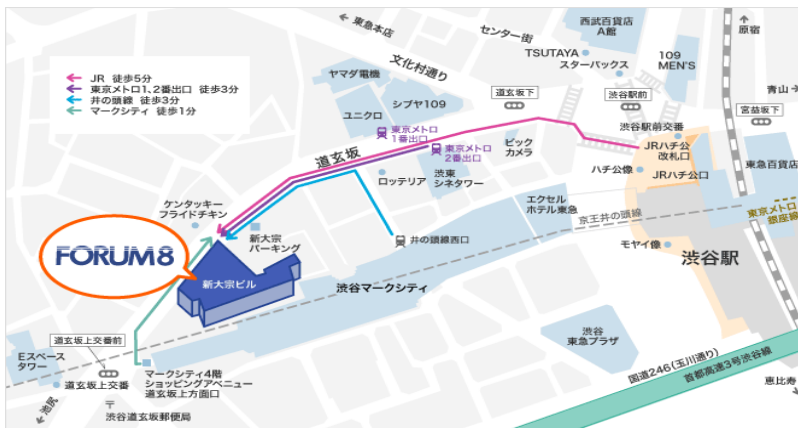 東急本店
センター街
文化村通り
西武百貨店
A館
TSUTAYA
スターバックス
109
MEN'S
原宿
青山
JR 徒歩5分
東京メトロ1、2番出口 徒歩3分
井の頭線 徒歩3分
マークシティ 徒歩1分
ヤマダ電機
ユニクロ
シブヤ109
道玄坂下
渋谷駅前
宮益坂下
東京メトロ
1番出口
東京メトロ
2番出口
道玄坂
ビック
カメラ
渋谷駅前交番
JRハチ公
改札口
ハチ公像
JRハチ公口
東急百貨店
ロッテリア
渋東
シネタワー
エクセル
ホテル東急
京王井の頭線
東京メトロ
銀座線
ケンタッキー
フライドチキン
新大宗
パーキング
井の頭線西口
モヤイ像
渋谷駅
FORUM8
新大宗ビル
渋谷マークシティ
道玄坂上交番前
Eスペース
タワー
道玄坂上交番
マークシティ4階
ショッピングアベニュー
道玄坂上方面口
渋谷
東急プラザ
国道246(玉川通り)
首都高速3号渋谷線
恵比寿
池尻
〒
渋谷道玄坂郵便局